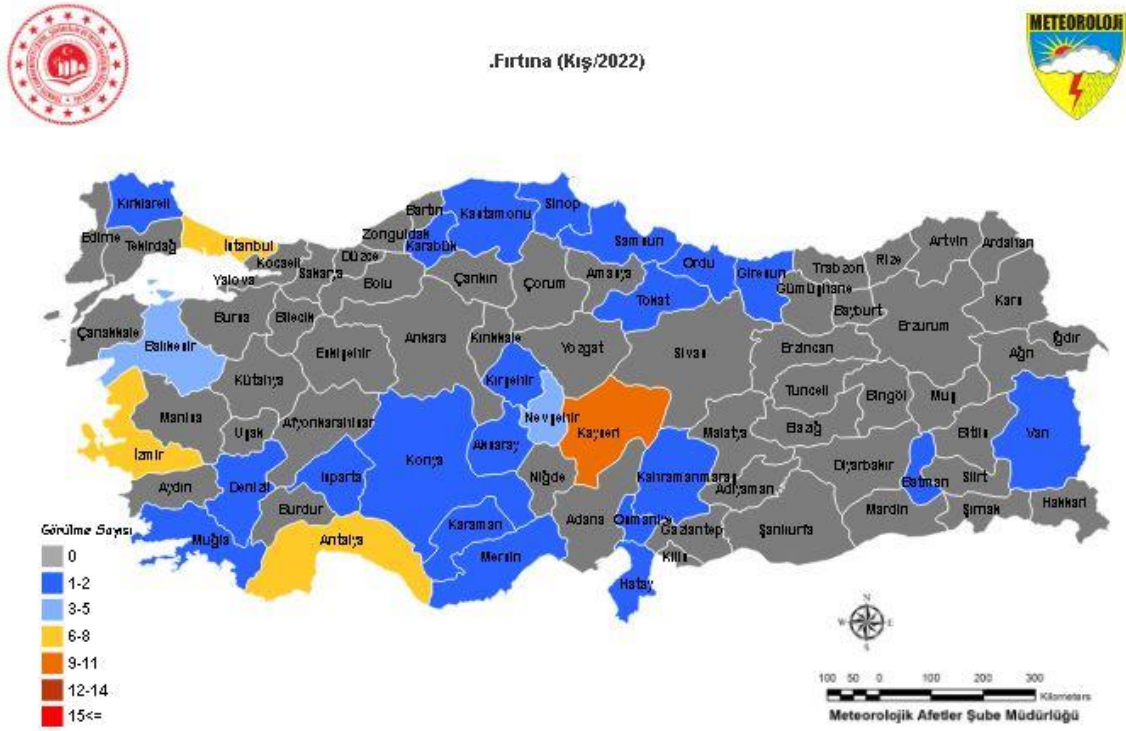 METEOROLOJİ
.Fırtına (Kış/2022)
Kırklareli
Edirne
Tekirdağ
İstanbul
Kocaeli
Yalova
Sakarya
Düzce
Bolu
Zonguldak
Bartın
Karabük
Kastamonu
Sinop
Samsun
Ordu
Giresun
Trabzon
Rize
Artvin
Ardahan
Gümüşhane
Bayburt
Kars
Çankırı
Çorum
Amasya
Tokat
Çanakkale
Balıkesir
Bursa
Bilecik
Eskişehir
Ankara
Kırıkkale
Yozgat
Sivas
Erzincan
Erzurum
Ağrı
Iğdır
Kütahya
Manisa
Uşak
Afyonkarahisar
Kırşehir
Nevşehir
Kayseri
Malatya
Tunceli
Elazığ
Bingöl
Muş
Bitlis
Van
İzmir
Aydın
Denizli
Isparta
Burdur
Konya
Aksaray
Niğde
Kahramanmaraş
Adıyaman
Diyarbakır
Batman
Siirt
Şırnak
Hakkari
Muğla
Antalya
Karaman
Mersin
Adana
Osmaniye
Gaziantep
Kilis
Şanlıurfa
Mardin
Hatay
Görülme Sayısı
0
1-2
3-5
6-8
9-11
12-14
15<=
N
W E
S
100 50 0 100 200 300
Kilometers
Meteorolojik Afetler Şube Müdürlüğü